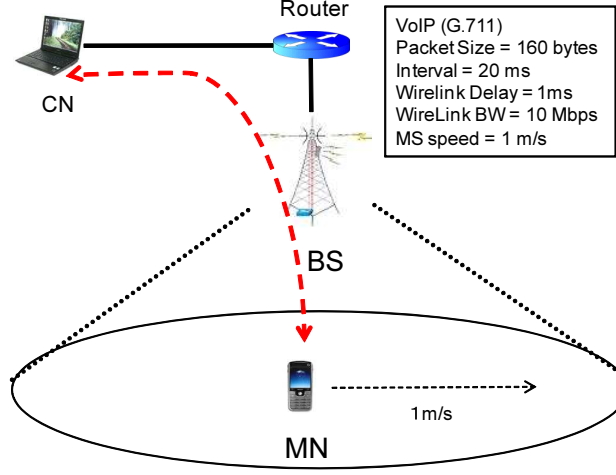 Router
VoIP (G.711)
Packet Size = 160 bytes
Interval = 20 ms
Wirelink Delay = 1ms
WireLink BW = 10 Mbps
MS speed = 1 m/s
CN
BS
1m/s
MN